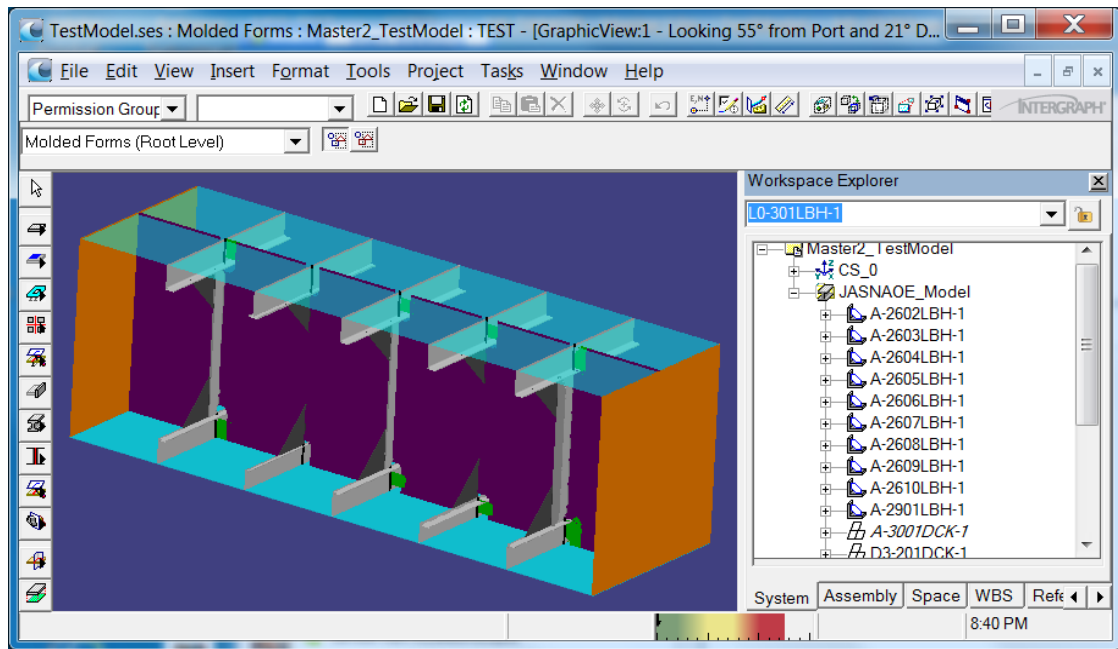 TestModel.ses : Molded Forms : Master2_TestModel : TEST - [GraphicView:1 - Looking 55° from Port and 21° D...
File Edit View Insert Format Tools Project Tasks Window Help
Permission Group
INTERGRAPH
Molded Forms (Root Level)
Workspace Explorer
L0-301LBH-1
Master2_TestModel
CS_0
JASNAOE_Model
A-2602LBH-1
A-2603LBH-1
A-2604LBH-1
A-2605LBH-1
A-2606LBH-1
A-2607LBH-1
A-2608LBH-1
A-2609LBH-1
A-2610LBH-1
A-2901LBH-1
A-3001DCK-1
D3-201DCK-1
System Assembly Space WBS Refe
8:40 PM